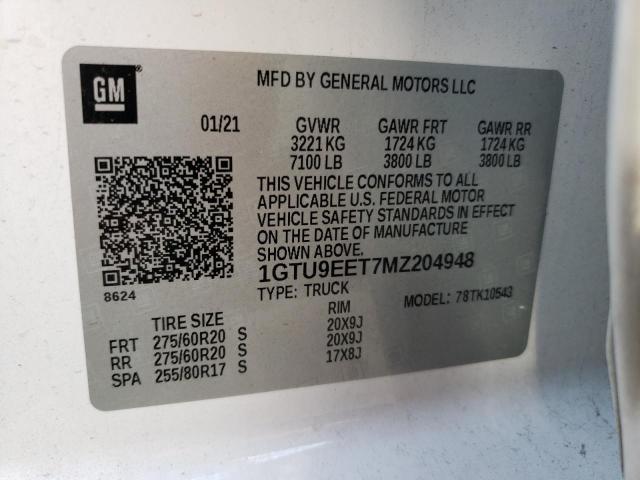 GM
MFD BY GENERAL MOTORS LLC
01/21 GVWR GAWR FRT GAWR RR
3221 KG 1724 KG 1724 KG
7100 LB 3800 LB 3800 LB
THIS VEHICLE CONFORMS TO ALL
APPLICABLE U.S. FEDERAL MOTOR
VEHICLE SAFETY STANDARDS IN EFFECT
ON THE DATE OF MANUFACTURE
SHOWN ABOVE.
8624
1GTU9EET7MZ204948
TYPE: TRUCK MODEL: 78TK10543
TIRE SIZE RIM
FRT 275/60R20 S 20X9J
RR 275/60R20 S 20X9J
SPA 255/80R17 S 17X8J